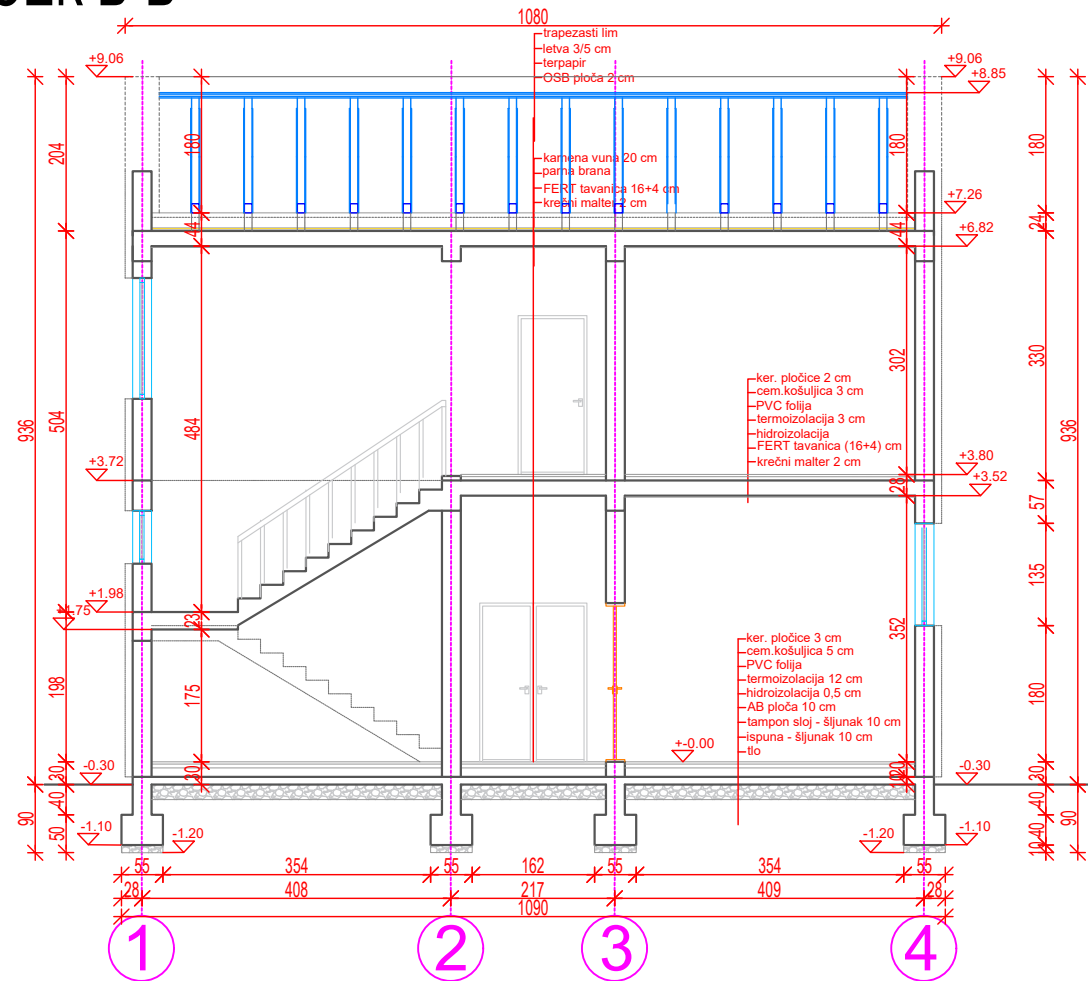 1080
trapezasti lim
letva 3/5 cm
terpapir
OSB ploča 2 cm
+9.06
+9.06
+8.85
204
180
180
180
kamena vuna 20 cm
parna brana
FERT tavanica 16+4 cm
krečni malter 2 cm
+7.26
44
44
24
+6.82
936
504
484
302
330
936
ker. pločice 2 cm
cem.košuljica 3 cm
PVC folija
termoizolacija 3 cm
hidroizolacija
FERT tavanica (16+4) cm
krečni malter 2 cm
+3.72
+3.80
28
+3.52
57
135
+1.98
23
352
198
175
180
ker. pločice 3 cm
cem.košuljica 5 cm
PVC folija
termoizolacija 12 cm
hidroizolacija 0,5 cm
AB ploča 10 cm
tampon sloj - šljunak 10 cm
ispuna - šljunak 10 cm
tlo
+-0.00
-0.30
30
30
30
-0.30
90
40
50
40
40
10
90
-1.10
-1.20
-1.20
-1.10
55
354
55
162
55
354
55
28
408
217
409
28
1090
1
2
3
4